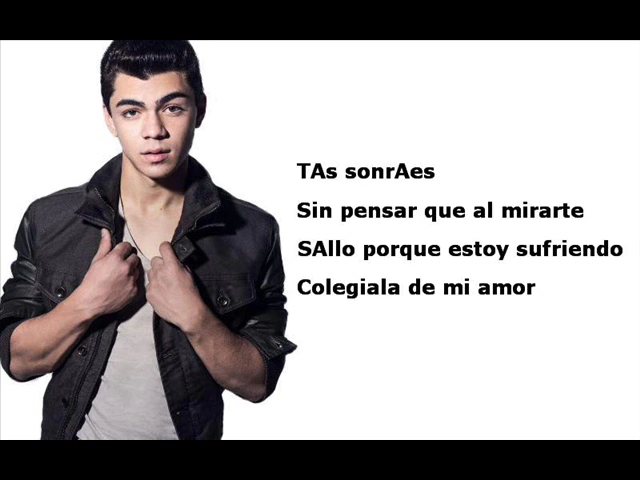 TAs sonrAes
Sin pensar que al mirarte
SAllo porque estoy sufriendo
Colegiala de mi amor